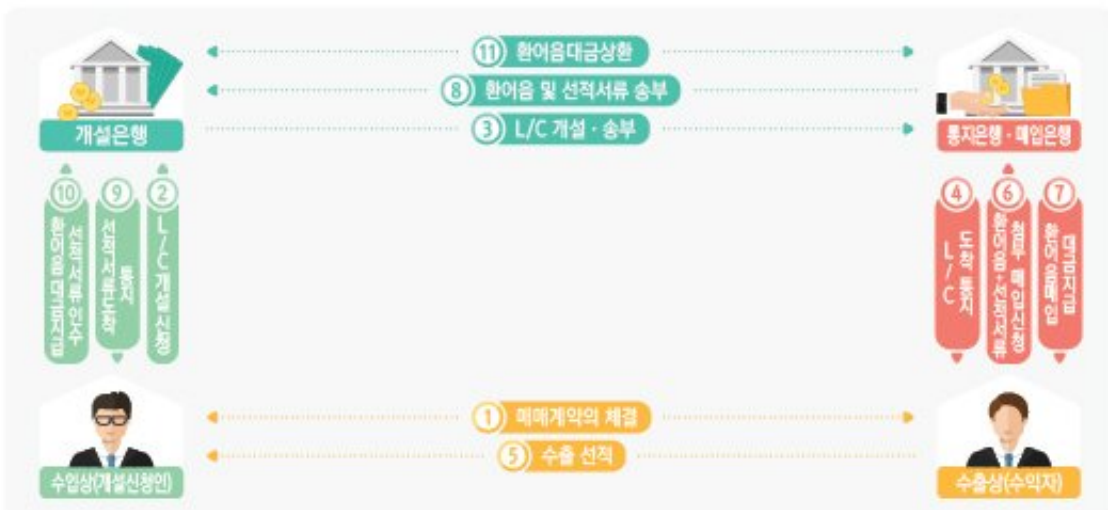 ⑪ 환어음대금상환
⑧ 환어음 및 선적서류 송부
③ L/C 개설 · 송부
개설은행
통지은행 · 매입은행
⑩ 선적서류인수
환어음 대금지급
⑨ 통지
선적서류도착
② L/C개설 신청
④ 도착 통지
L/C
⑥ 첨부 매입신청
환어음+선적서류
⑦ 대금지급
환어음매입
① 매매계약의 체결
⑤ 수출 선적
수입상(개설신청인)
수출상(수익자)